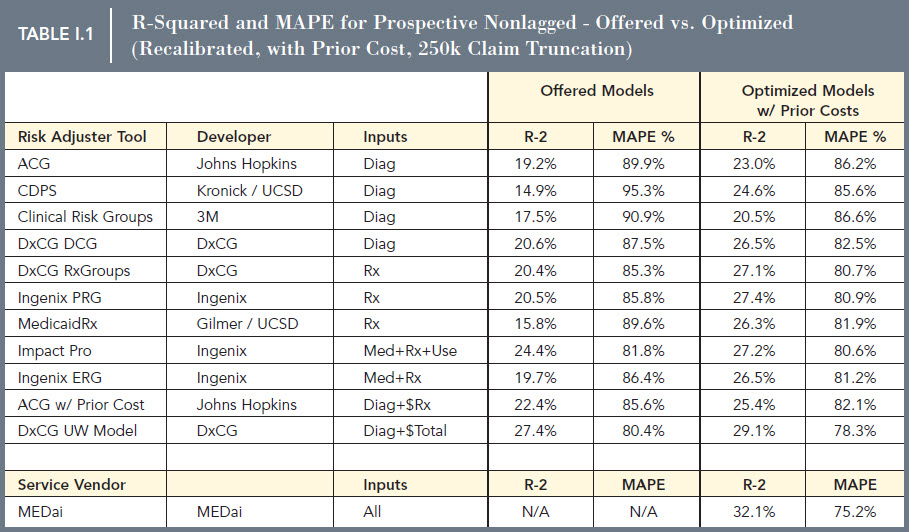 TABLE I.1
R-Squared and MAPE for Prospective Nonlagged - Offered vs. Optimized
(Recalibrated, with Prior Cost, 250k Claim Truncation)
Offered Models Optimized Models
w/ Prior Costs
Risk Adjuster Tool Developer Inputs R-2 MAPE % R-2 MAPE %
ACG Johns Hopkins Diag 19.2% 89.9% 23.0% 86.2%
CDPS Kronick / UCSD Diag 14.9% 95.3% 24.6% 85.6%
Clinical Risk Groups 3M Diag 17.5% 90.9% 20.5% 86.6%
DxCG DCG DxCG Diag 20.6% 87.5% 26.5% 82.5%
DxCG RxGroups DxCG Rx 20.4% 85.3% 27.1% 80.7%
Ingenix PRG Ingenix Rx 20.5% 85.8% 27.4% 80.9%
MedicaidRx Gilmer / UCSD Rx 15.8% 89.6% 26.3% 81.9%
Impact Pro Ingenix Med+Rx+Use 24.4% 81.8% 27.2% 80.6%
Ingenix ERG Ingenix Med+Rx 19.7% 86.4% 26.5% 81.2%
ACG w/ Prior Cost Johns Hopkins Diag+$Rx 22.4% 85.6% 25.4% 82.1%
DxCG UW Model DxCG Diag+$Total 27.4% 80.4% 29.1% 78.3%
Service Vendor Inputs R-2 MAPE R-2 MAPE
MEDai MEDai All N/A N/A 32.1% 75.2%